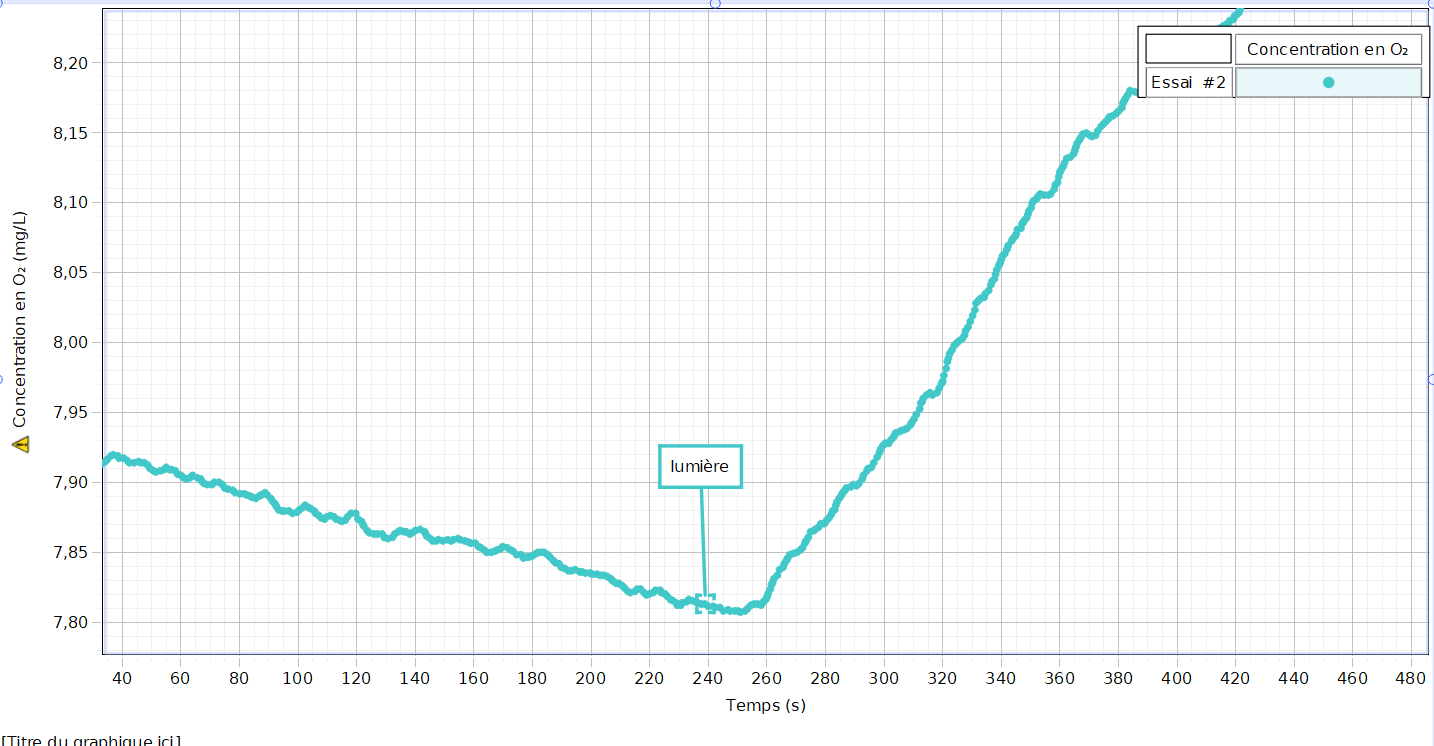 Concentration en O₂
Essai #2
8,20
8,15
8,10
8,05
8,00
7,95
7,90
7,85
7,80
⚠ Concentration en O₂ (mg/L)
lumière
40 60 80 100 120 140 160 180 200 220 240 260 280 300 320 340 360 380 400 420 440 460 480
Temps (s)
[Titre du graphique ici]